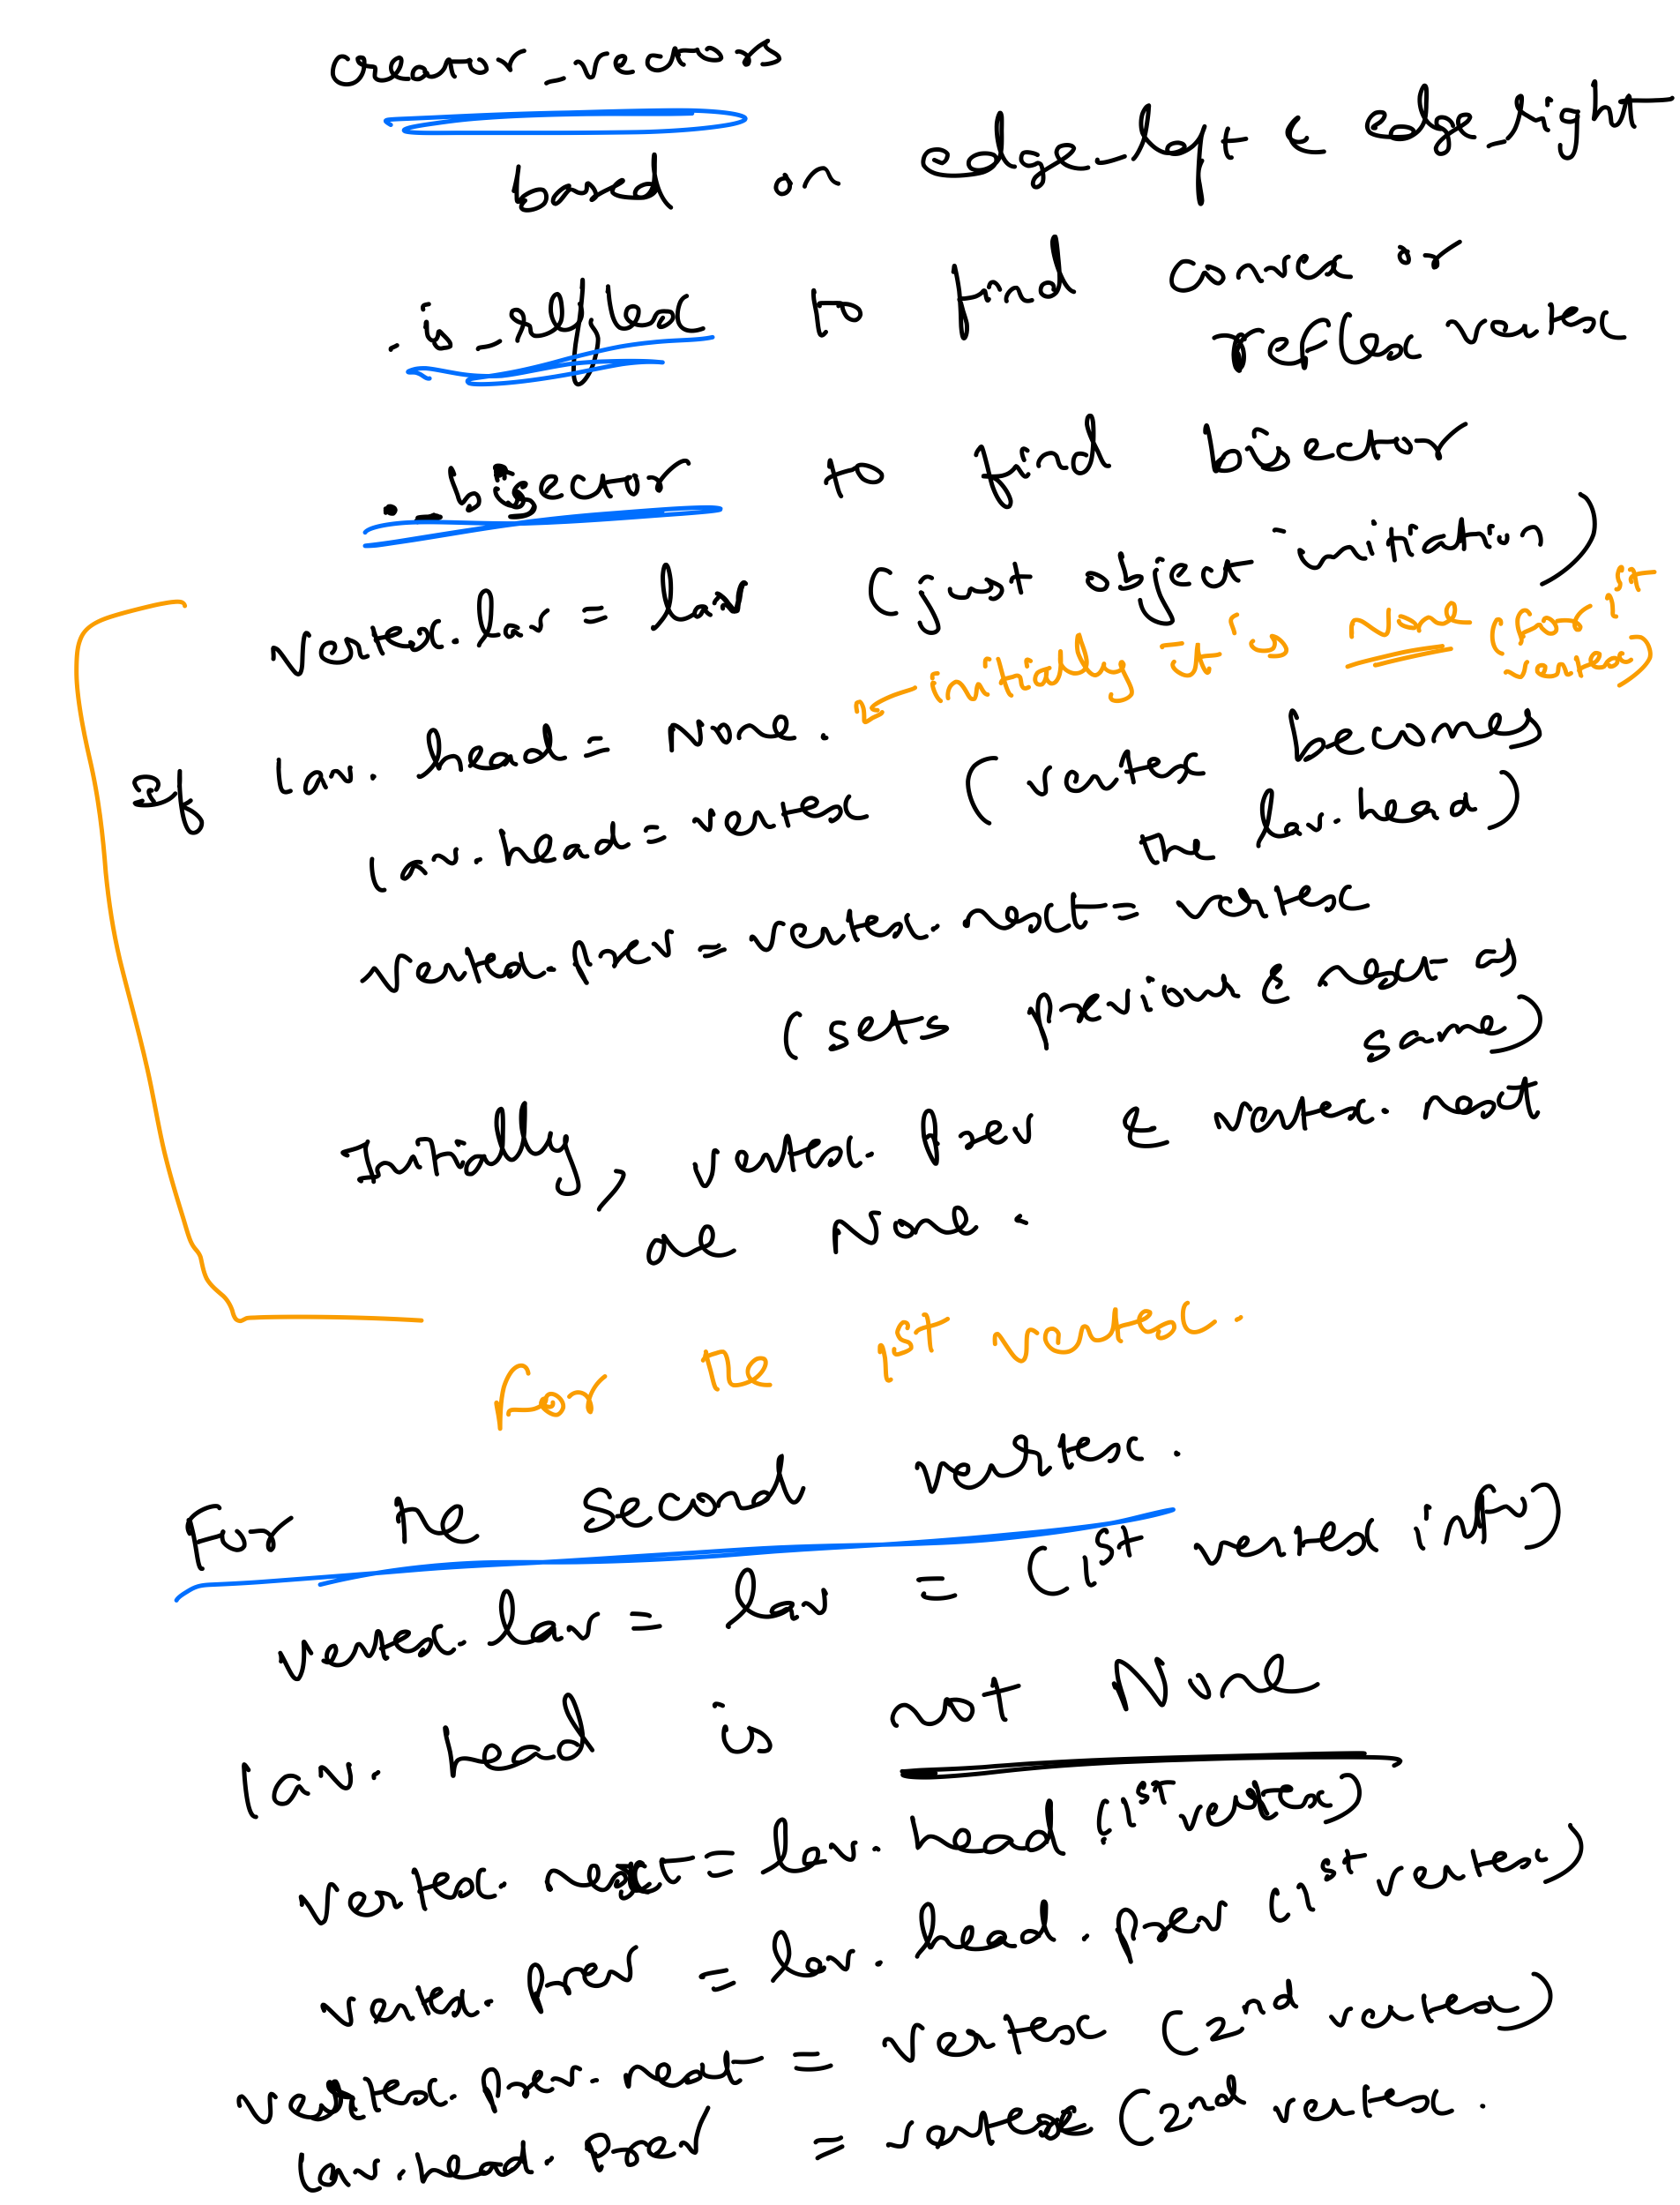 creator_vectors
based on edge_left & edge_right
._is_reflex to find convex or
reflex vertex
._bisector to find bisector
vertex.lav = lav (just object initiation)
← initially it is None (for 1st
vertex)
If lav.head = None.
lav.head = vertex (vertex becomes
the lav.head)
vertex.prev = vertex.next = vertex
(sets previous & next as
same)
Initially, vertex.prev & vertex.next
are None.
For the 1st vertex.
For the second vertex.
vertex.lav = lav = (1st vertex info)
lav.head is not None
vertex.next = lav.head (1st vertex)
vertex.prev = lav.head.prev (1st vertex)
vertex.prev.next = vertex (2nd vertex)
lav.head.prev = vertex (2nd vertex.